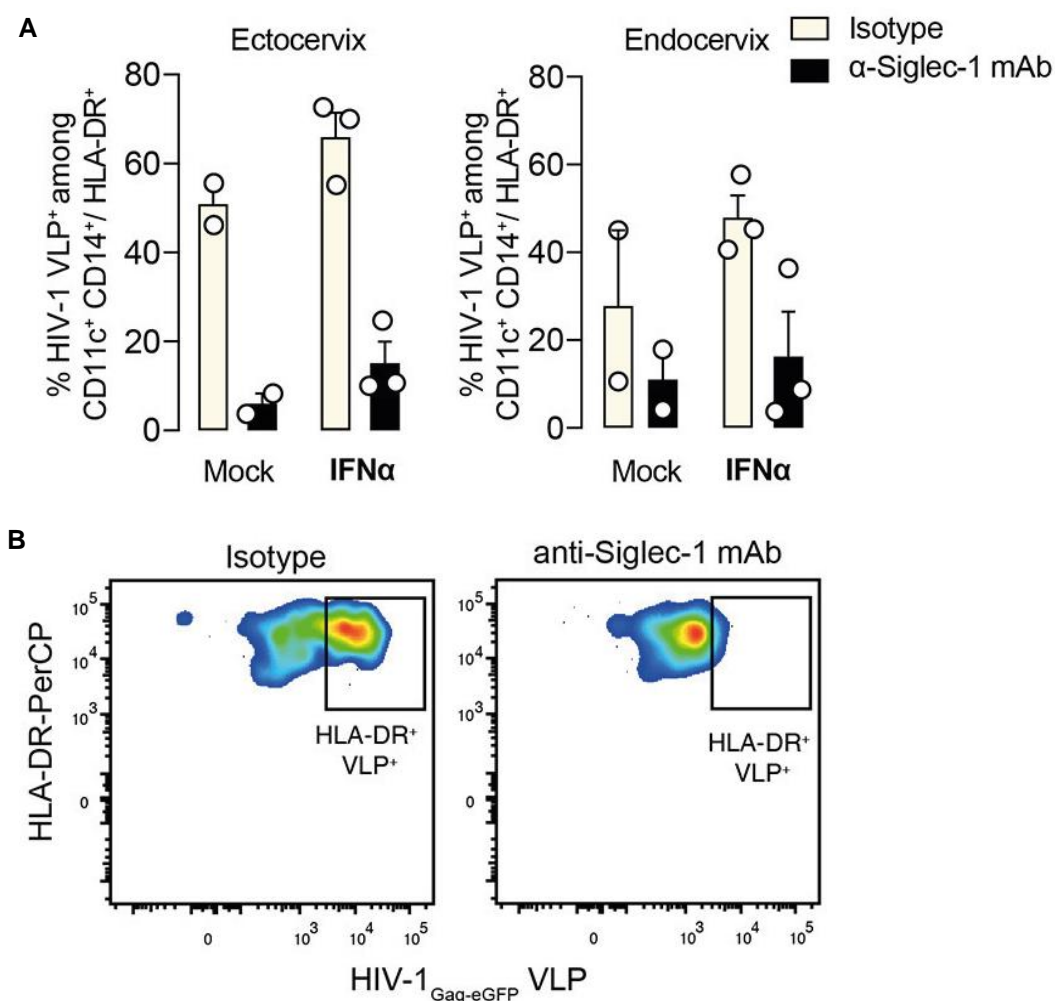 A
Ectocervix
Endocervix
Isotype
α-Siglec-1 mAb
% HIV-1 VLP⁺ among
CD11c⁺ CD14⁺/ HLA-DR⁺
80
60
40
20
0
Mock
IFNα
% HIV-1 VLP⁺ among
CD11c⁺ CD14⁺/ HLA-DR⁺
80
60
40
20
0
Mock
IFNα
B
Isotype
anti-Siglec-1 mAb
HLA-DR-PerCP
10⁵
10⁴
10³
0
HLA-DR⁺
VLP⁺
0
10³
10⁴
10⁵
10⁵
10⁴
10³
0
HLA-DR⁺
VLP⁺
0
10³
10⁴
10⁵
HIV-1Gag-eGFP VLP